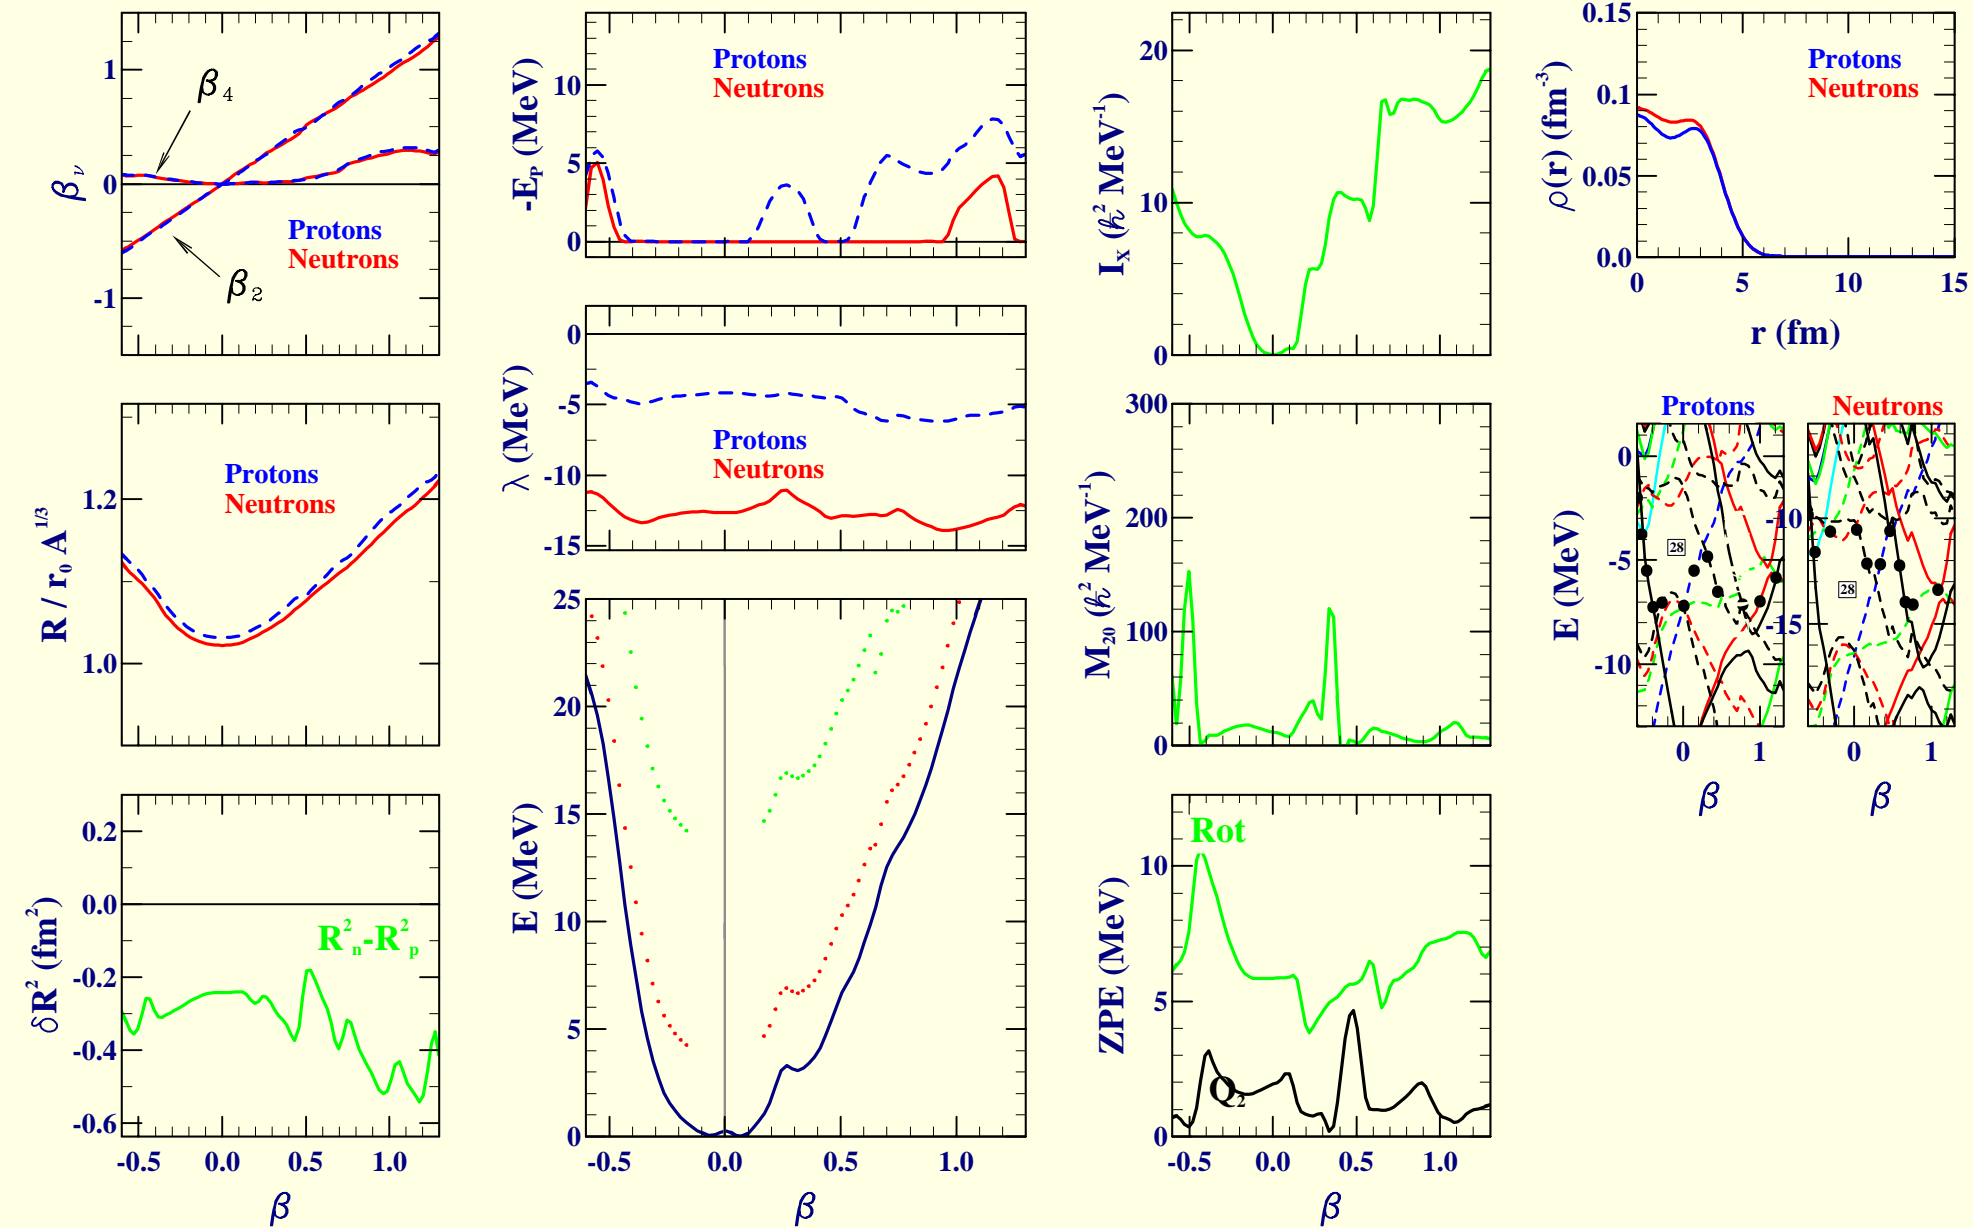 β_ν
1
0
-1
β₄
β₂
Protons
Neutrons
R / r₀ A^1/3
1.2
1.0
Protons
Neutrons
δR² (fm²)
0.2
0.0
-0.2
-0.4
-0.6
R²ₙ-R²ₚ
-0.5 0.0 0.5 1.0
β
-Eₚ (MeV)
10
5
0
Protons
Neutrons
λ (MeV)
0
-5
-10
-15
Protons
Neutrons
E (MeV)
25
20
15
10
5
0
-0.5 0.0 0.5 1.0
β
Iₓ (ℏ² MeV⁻¹)
20
10
0
M₂₀ (ℏ² MeV⁻¹)
300
200
100
0
ZPE (MeV)
10
5
0
Rot
Q₂
-0.5 0.0 0.5 1.0
β
ρ(r) (fm⁻³)
0.15
0.1
0.05
0.0
Protons
Neutrons
0 5 10 15
r (fm)
Protons Neutrons
E (MeV)
0
-5
-10
28
-10
-15
28
0 1 0 1
β β